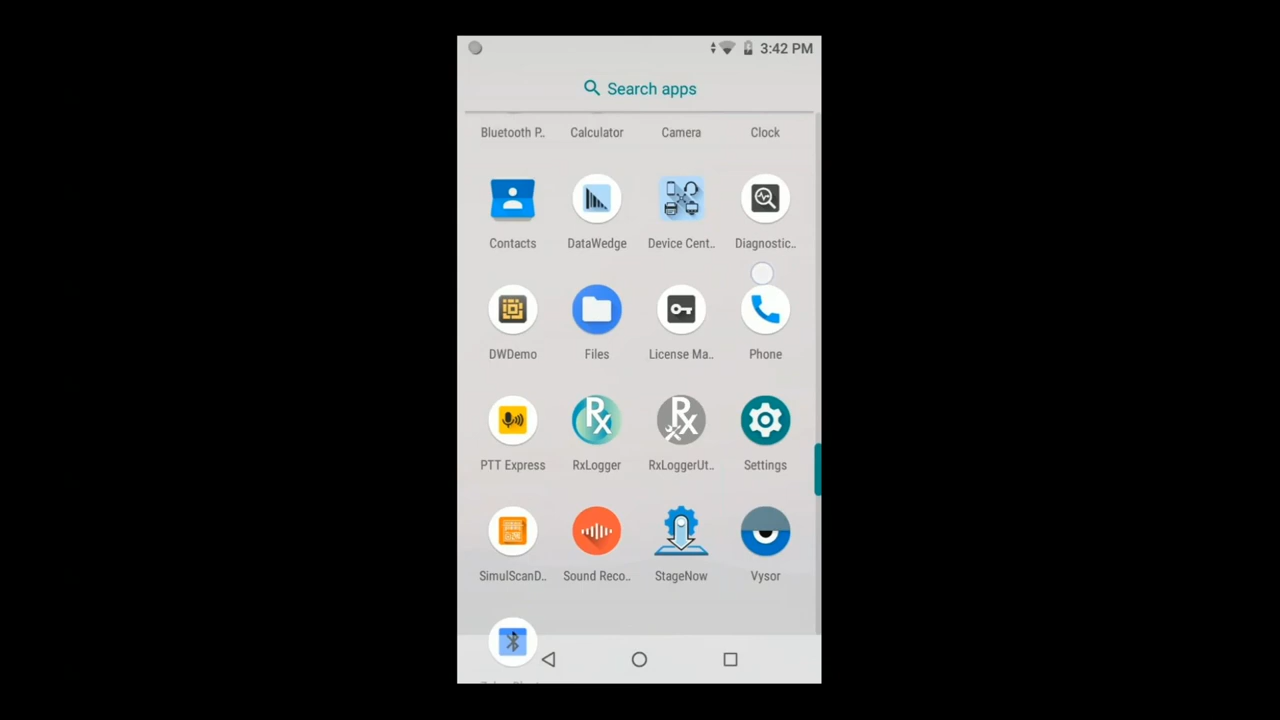 3:42 PM
Search apps
Bluetooth P.. Calculator Camera Clock
Contacts DataWedge Device Cent.. Diagnostic..
DWDemo Files License Ma.. Phone
PTT Express RxLogger RxLoggerUt.. Settings
SimulScanD.. Sound Reco.. StageNow Vysor